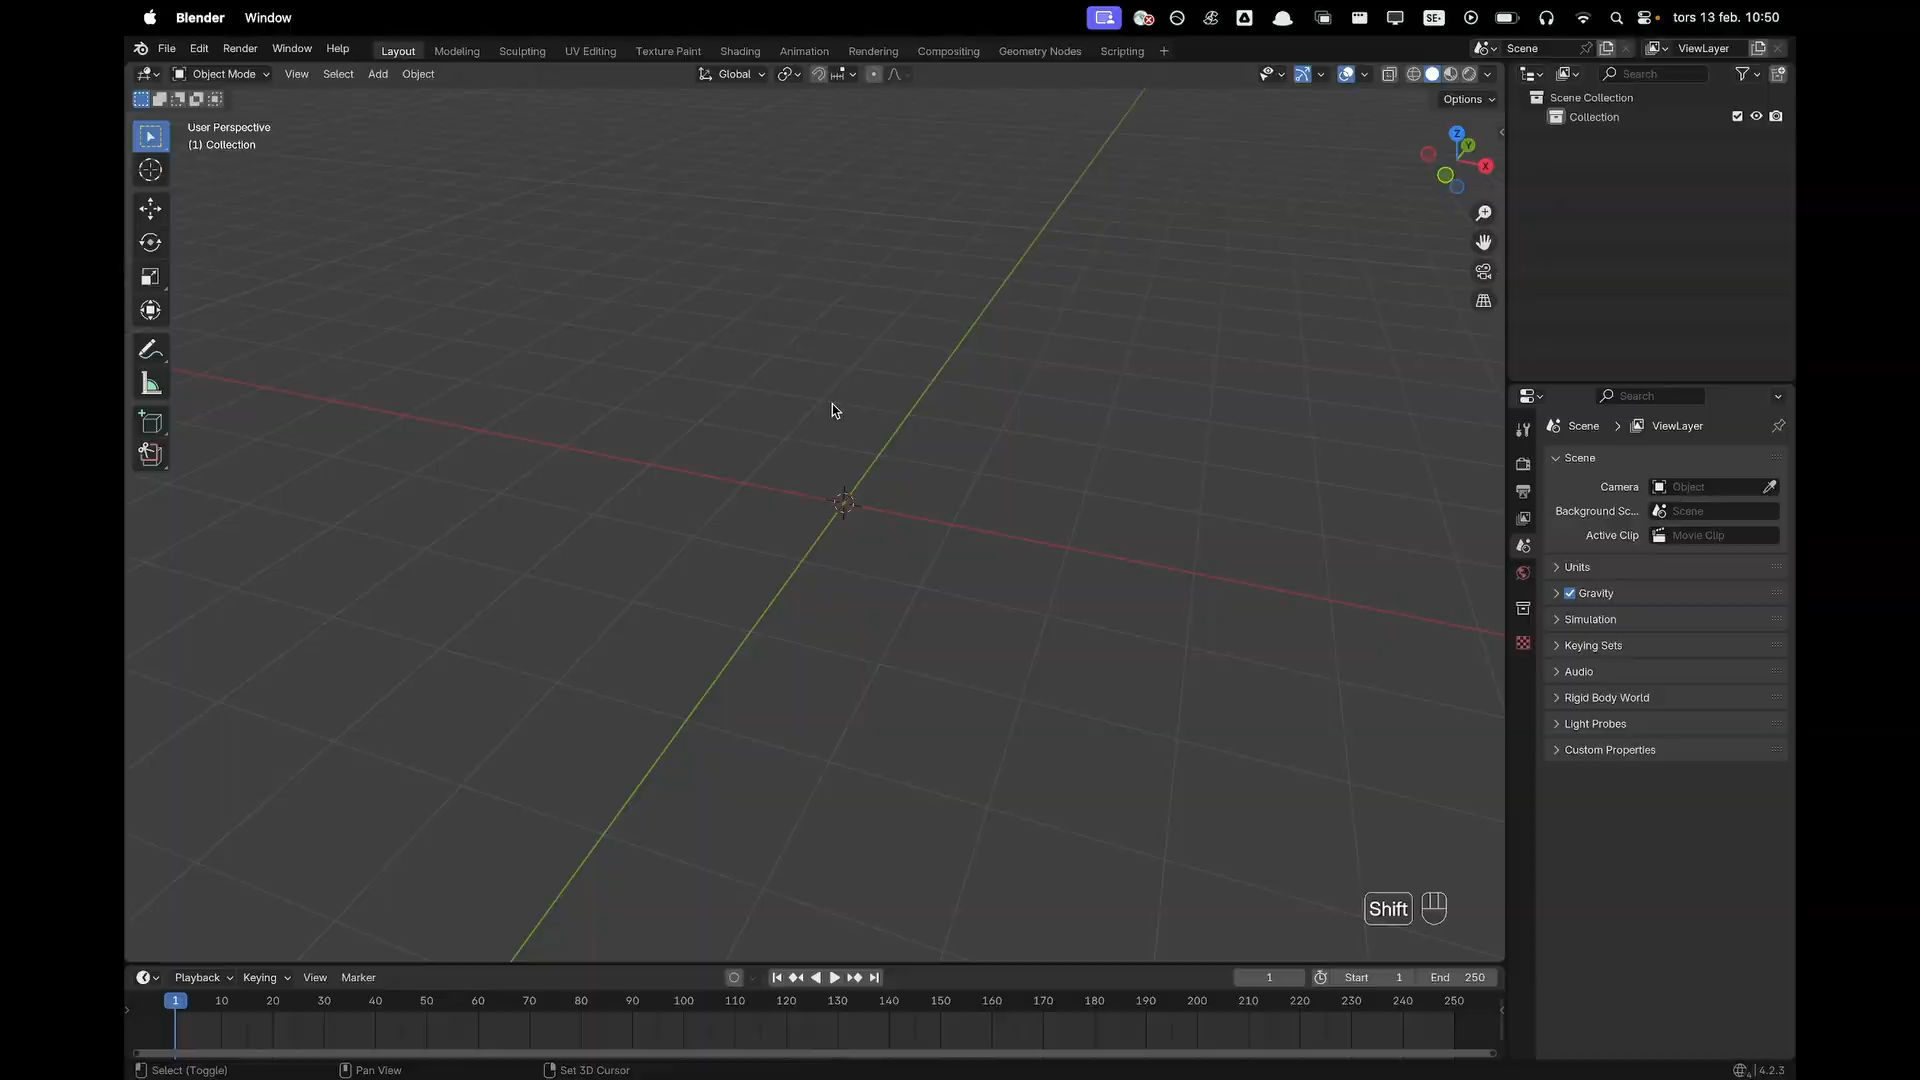 Blender Window
SE
tors 13 feb. 10:50
File Edit Render Window Help
Layout Modeling Sculpting UV Editing Texture Paint Shading Animation Rendering Compositing Geometry Nodes Scripting +
Scene
ViewLayer
Object Mode View Select Add Object
Global
Search
Options
User Perspective
(1) Collection
Z
Y
X
Scene Collection
Collection
Search
Scene > ViewLayer
Scene
Camera Object
Background Sc... Scene
Active Clip Movie Clip
Units
Gravity
Simulation
Keying Sets
Audio
Rigid Body World
Light Probes
Custom Properties
Shift
Playback Keying View Marker
1
Start 1 End 250
1 10 20 30 40 50 60 70 80 90 100 110 120 130 140 150 160 170 180 190 200 210 220 230 240 250
Select (Toggle) Pan View Set 3D Cursor
4.2.3